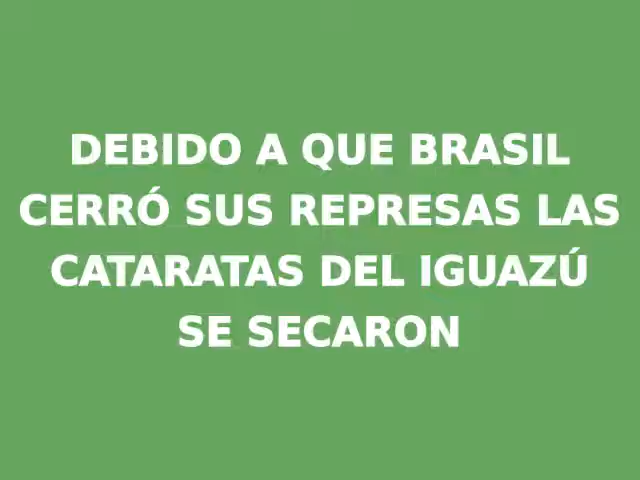 DEBIDO A QUE BRASIL
CERRÓ SUS REPRESAS LAS
CATARATAS DEL IGUAZÚ
SE SECARON